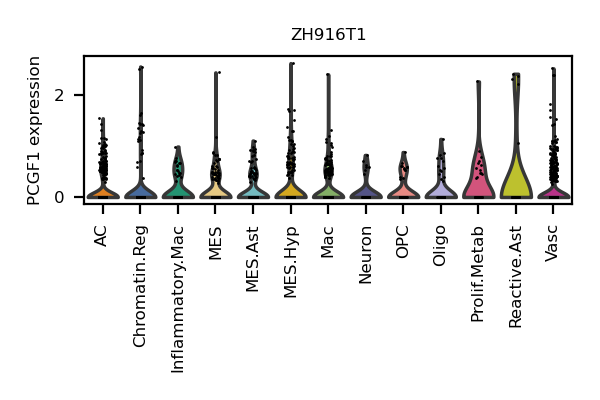 ZH916T1
PCGF1 expression
2
0
AC
Chromatin.Reg
Inflammatory.Mac
MES
MES.Ast
MES.Hyp
Mac
Neuron
OPC
Oligo
Prolif.Metab
Reactive.Ast
Vasc